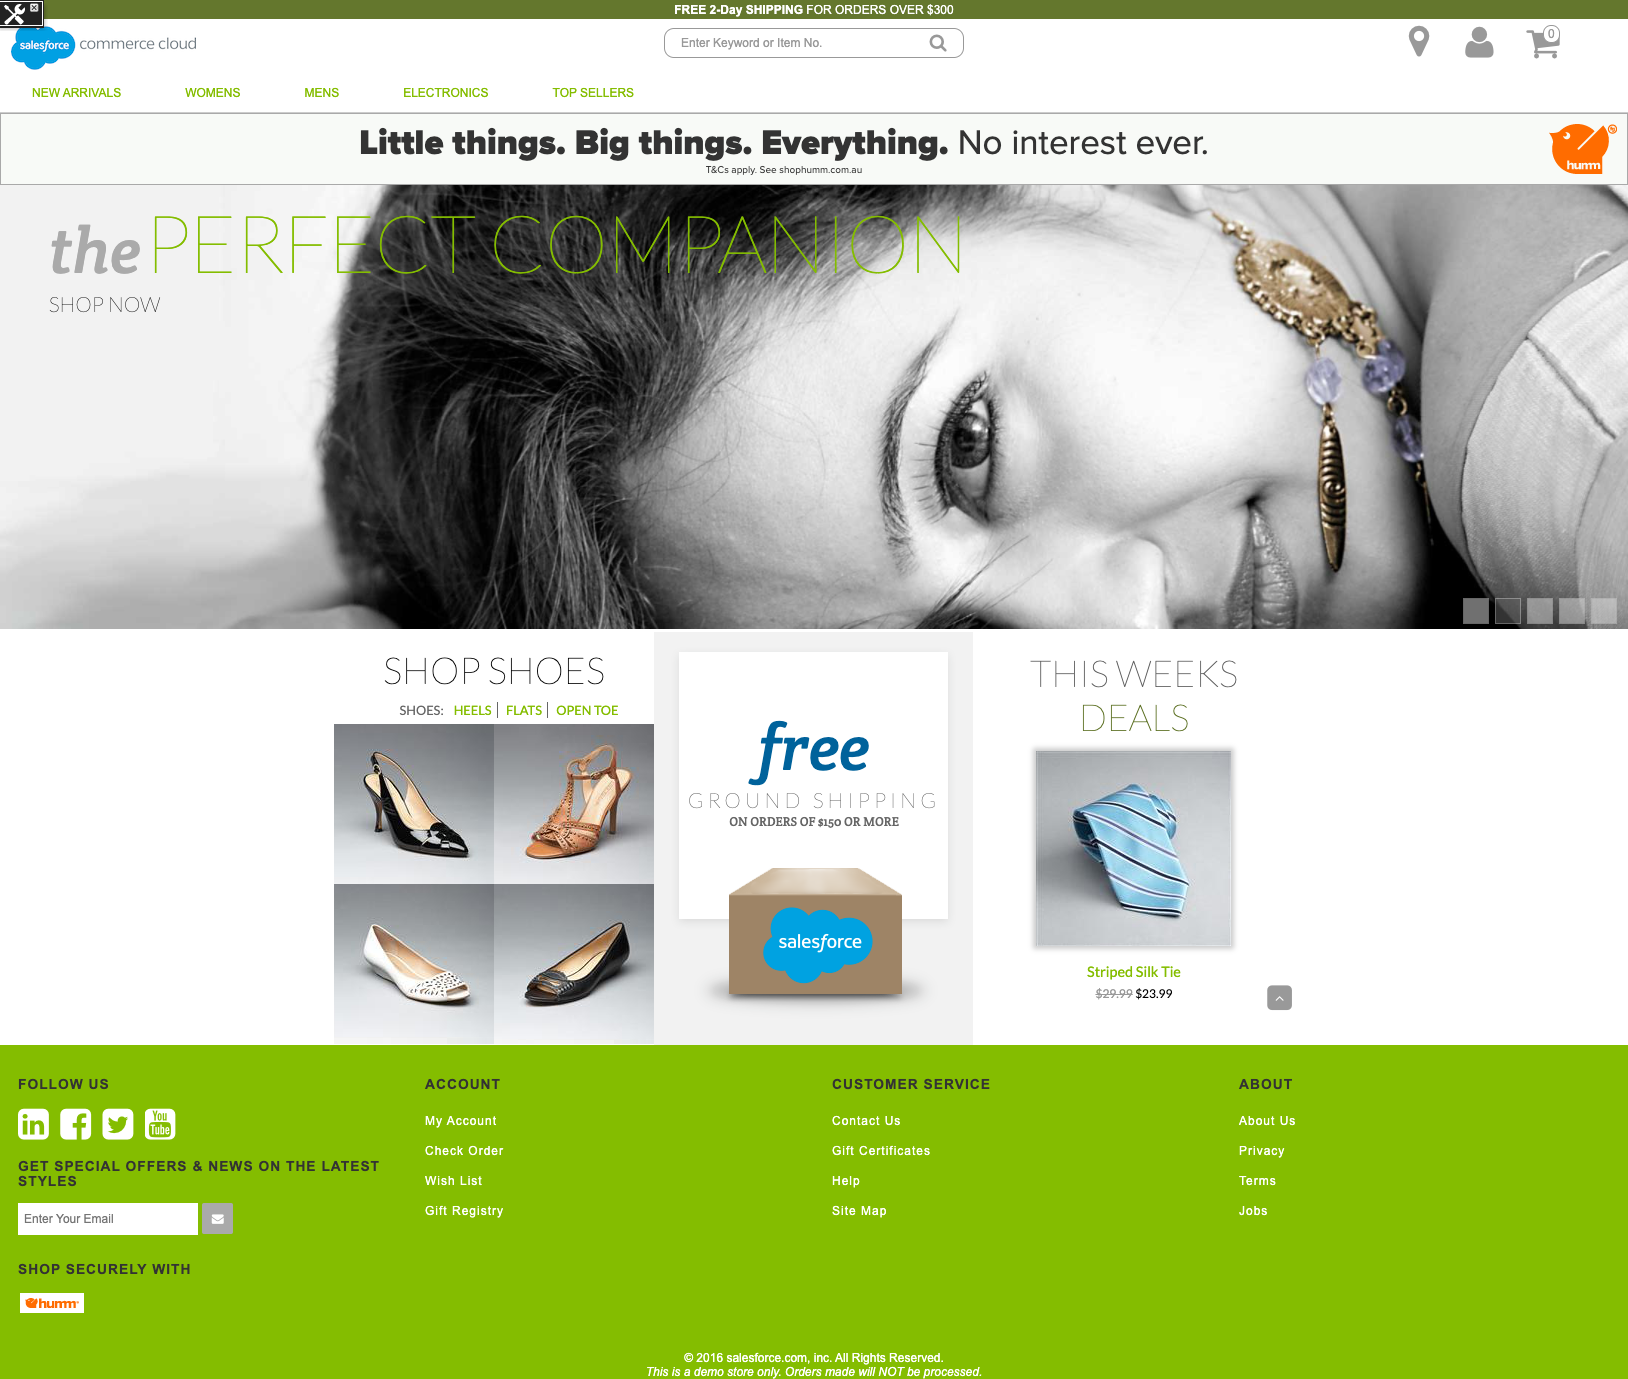 FREE 2-Day SHIPPING FOR ORDERS OVER $300
salesforce commerce cloud
Enter Keyword or Item No.
0
NEW ARRIVALS WOMENS MENS ELECTRONICS TOP SELLERS
Little things. Big things. Everything. No interest ever.
T&Cs apply. See shophumm.com.au
humm
the PERFECT COMPANION
SHOP NOW
SHOP SHOES
SHOES: HEELS | FLATS | OPEN TOE
free
GROUND SHIPPING
ON ORDERS OF $150 OR MORE
salesforce
THIS WEEKS
DEALS
Striped Silk Tie
$29.99 $23.99
FOLLOW US
in
You
Tube
GET SPECIAL OFFERS & NEWS ON THE LATEST
STYLES
Enter Your Email
SHOP SECURELY WITH
humm
ACCOUNT
My Account
Check Order
Wish List
Gift Registry
CUSTOMER SERVICE
Contact Us
Gift Certificates
Help
Site Map
ABOUT
About Us
Privacy
Terms
Jobs
© 2016 salesforce.com, inc. All Rights Reserved.
This is a demo store only. Orders made will NOT be processed.